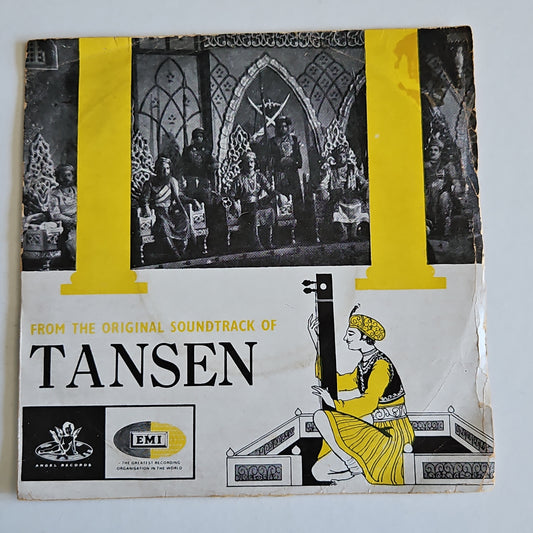 FROM THE ORIGINAL SOUNDTRACK OF
TANSEN
ANGEL RECORDS
EMI
THE GREATEST RECORDING
ORGANISATION IN THE WORLD